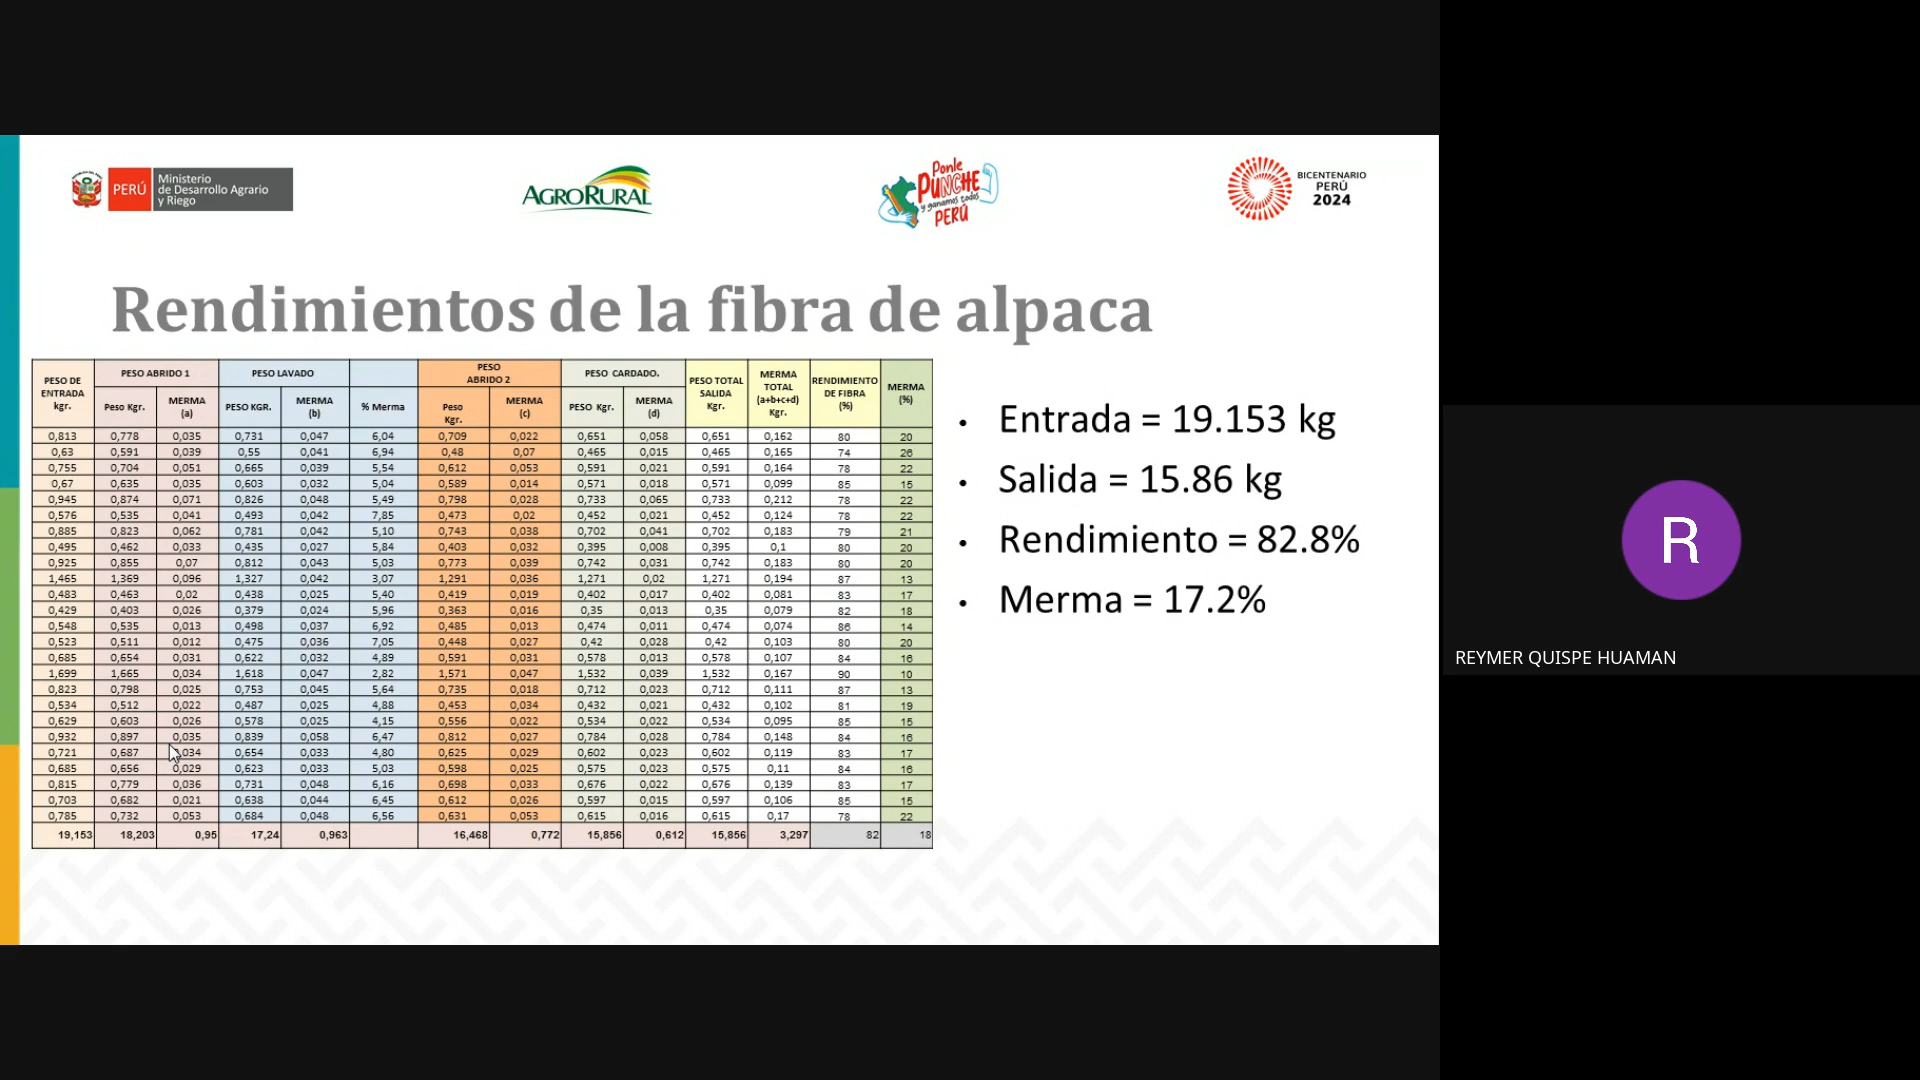 PERÚ
Ministerio
de Desarrollo Agrario
y Riego
AGRORURAL
Ponle
PUNCHE
y ganamos todos
PERÚ
BICENTENARIO
PERÚ
2024
Rendimientos de la fibra de alpaca
PESO DE ENTRADA kgr. PESO ABRIDO 1 PESO LAVADO PESO ABRIDO 2 PESO CARDADO. PESO TOTAL SALIDA Kgr. MERMA TOTAL (a+b+c+d) Kgr. RENDIMIENTO DE FIBRA (%) MERMA (%)
Peso Kgr. MERMA (a) PESO KGR. MERMA (b) % Merma Peso Kgr. MERMA (c) PESO Kgr. MERMA (d)
0,813 0,778 0,035 0,731 0,047 6,04 0,709 0,022 0,651 0,058 0,651 0,162 80 20
0,63 0,591 0,039 0,55 0,041 6,94 0,48 0,07 0,465 0,015 0,465 0,165 74 26
0,755 0,704 0,051 0,665 0,039 5,54 0,612 0,053 0,591 0,021 0,591 0,164 78 22
0,67 0,635 0,035 0,603 0,032 5,04 0,589 0,014 0,571 0,018 0,571 0,099 85 15
0,945 0,874 0,071 0,826 0,048 5,49 0,798 0,028 0,733 0,065 0,733 0,212 78 22
0,576 0,535 0,041 0,493 0,042 7,85 0,473 0,02 0,452 0,021 0,452 0,124 78 22
0,885 0,823 0,062 0,781 0,042 5,10 0,743 0,038 0,702 0,041 0,702 0,183 79 21
0,495 0,462 0,033 0,435 0,027 5,84 0,403 0,032 0,395 0,008 0,395 0,1 80 20
0,925 0,855 0,07 0,812 0,043 5,03 0,773 0,039 0,742 0,031 0,742 0,183 80 20
1,465 1,369 0,096 1,327 0,042 3,07 1,291 0,036 1,271 0,02 1,271 0,194 87 13
0,483 0,463 0,02 0,438 0,025 5,40 0,419 0,019 0,402 0,017 0,402 0,081 83 17
0,429 0,403 0,026 0,379 0,024 5,96 0,363 0,016 0,35 0,013 0,35 0,079 82 18
0,548 0,535 0,013 0,498 0,037 6,92 0,485 0,013 0,474 0,011 0,474 0,074 86 14
0,523 0,511 0,012 0,475 0,036 7,05 0,448 0,027 0,42 0,028 0,42 0,103 80 20
0,685 0,654 0,031 0,622 0,032 4,89 0,591 0,031 0,578 0,013 0,578 0,107 84 16
1,699 1,665 0,034 1,618 0,047 2,82 1,571 0,047 1,532 0,039 1,532 0,167 90 10
0,823 0,798 0,025 0,753 0,045 5,64 0,735 0,018 0,712 0,023 0,712 0,111 87 13
0,534 0,512 0,022 0,487 0,025 4,88 0,453 0,034 0,432 0,021 0,432 0,102 81 19
0,629 0,603 0,026 0,578 0,025 4,15 0,556 0,022 0,534 0,022 0,534 0,095 85 15
0,932 0,897 0,035 0,839 0,058 6,47 0,812 0,027 0,784 0,028 0,784 0,148 84 16
0,721 0,687 0,034 0,654 0,033 4,80 0,625 0,029 0,602 0,023 0,602 0,119 83 17
0,685 0,656 0,029 0,623 0,033 5,03 0,598 0,025 0,575 0,023 0,575 0,11 84 16
0,815 0,779 0,036 0,731 0,048 6,16 0,698 0,033 0,676 0,022 0,676 0,139 83 17
0,703 0,682 0,021 0,638 0,044 6,45 0,612 0,026 0,597 0,015 0,597 0,106 85 15
0,785 0,732 0,053 0,684 0,048 6,56 0,631 0,053 0,615 0,016 0,615 0,17 78 22
19,153 18,203 0,95 17,24 0,963 16,468 0,772 15,856 0,612 15,856 3,297 82 18
• Entrada = 19.153 kg
• Salida = 15.86 kg
• Rendimiento = 82.8%
• Merma = 17.2%
R
REYMER QUISPE HUAMAN